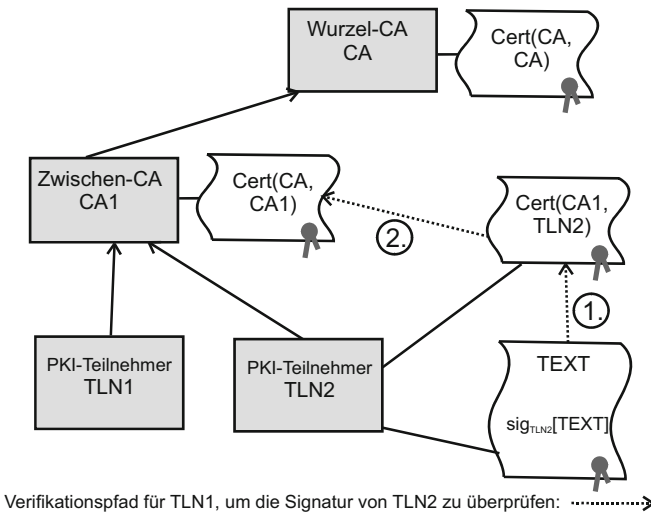 Wurzel-CA
CA
Cert(CA,
CA)
Zwischen-CA
CA1
Cert(CA,
CA1)
Cert(CA1,
TLN2)
2.
1.
PKI-Teilnehmer
TLN1
PKI-Teilnehmer
TLN2
TEXT
sigTLN2[TEXT]
Verifikationspfad für TLN1, um die Signatur von TLN2 zu überprüfen: